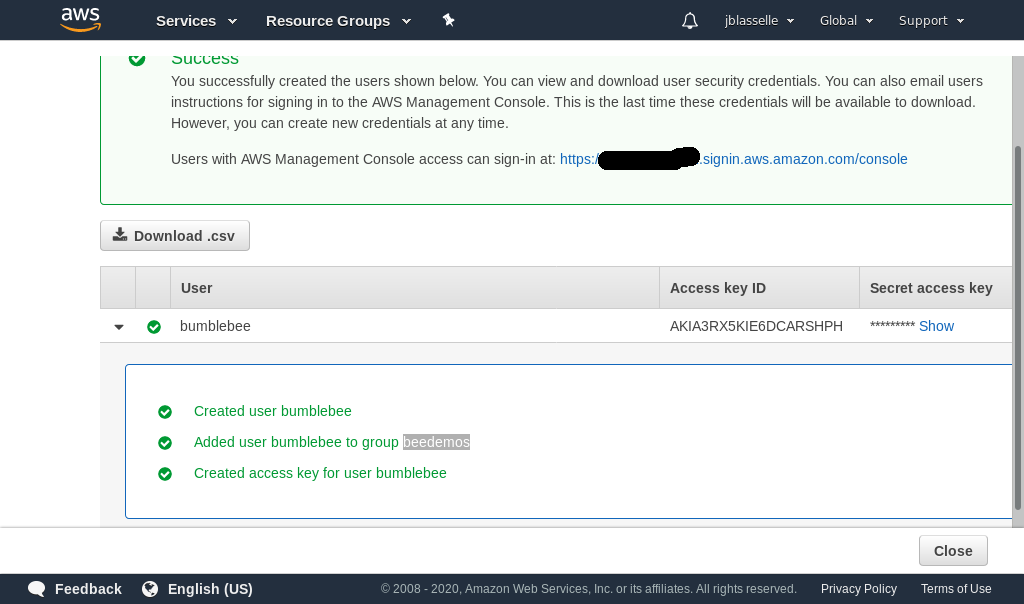 aws Services Resource Groups jblasselle Global Support
Success
You successfully created the users shown below. You can view and download user security credentials. You can also email users
instructions for signing in to the AWS Management Console. This is the last time these credentials will be available to download.
However, you can create new credentials at any time.
Users with AWS Management Console access can sign-in at: https:/ .signin.aws.amazon.com/console
Download .csv
User Access key ID Secret access key
bumblebee AKIA3RX5KIE6DCARSHPH ********* Show
Created user bumblebee
Added user bumblebee to group beedemos
Created access key for user bumblebee
Close
Feedback English (US) © 2008 - 2020, Amazon Web Services, Inc. or its affiliates. All rights reserved. Privacy Policy Terms of Use